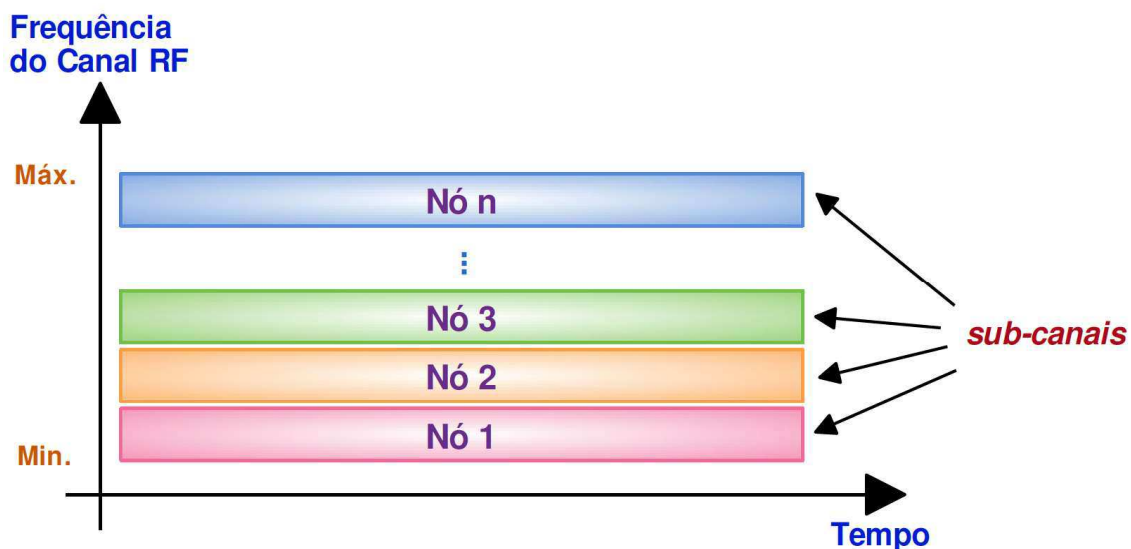 Frequência
do Canal RF
Máx.
Nó n
Nó 3
sub-canais
Nó 2
Nó 1
Min.
Tempo